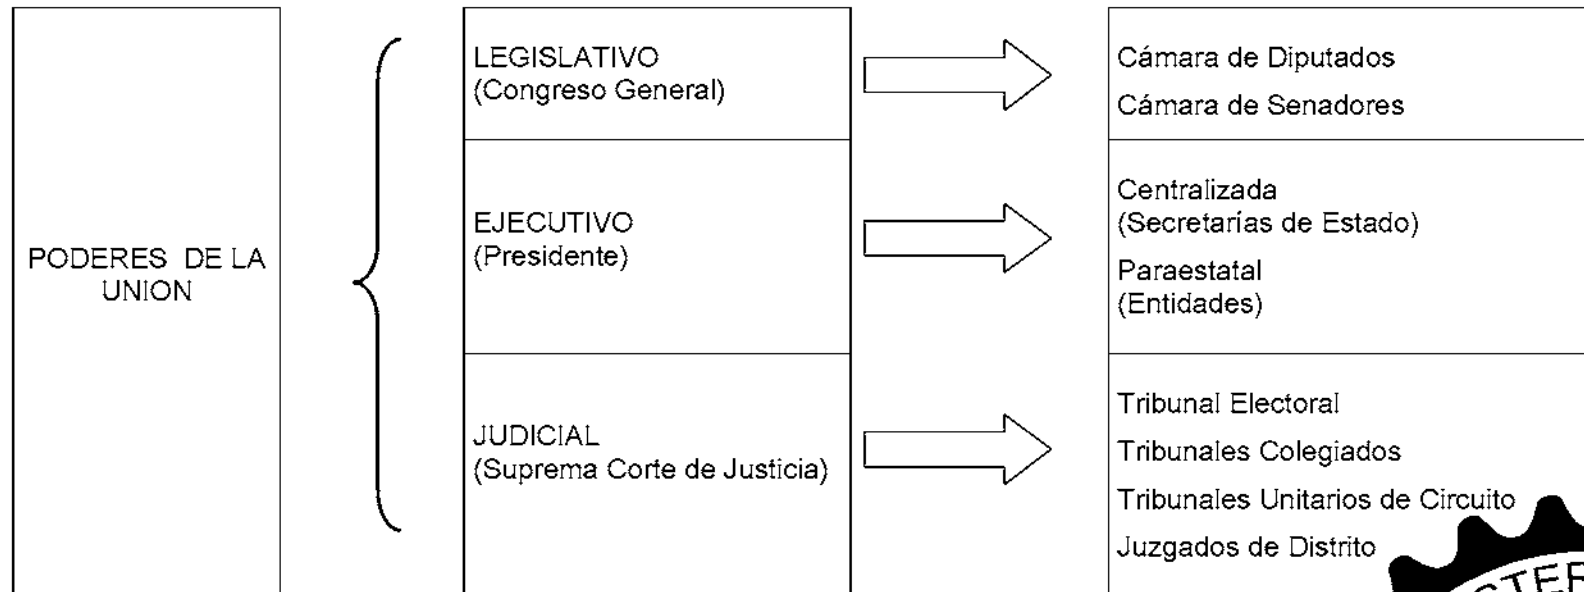 PODERES DE LA
UNION
LEGISLATIVO
(Congreso General)
Cámara de Diputados
Cámara de Senadores
EJECUTIVO
(Presidente)
Centralizada
(Secretarías de Estado)
Paraestatal
(Entidades)
JUDICIAL
(Suprema Corte de Justicia)
Tribunal Electoral
Tribunales Colegiados
Tribunales Unitarios de Circuito
Juzgados de Distrito